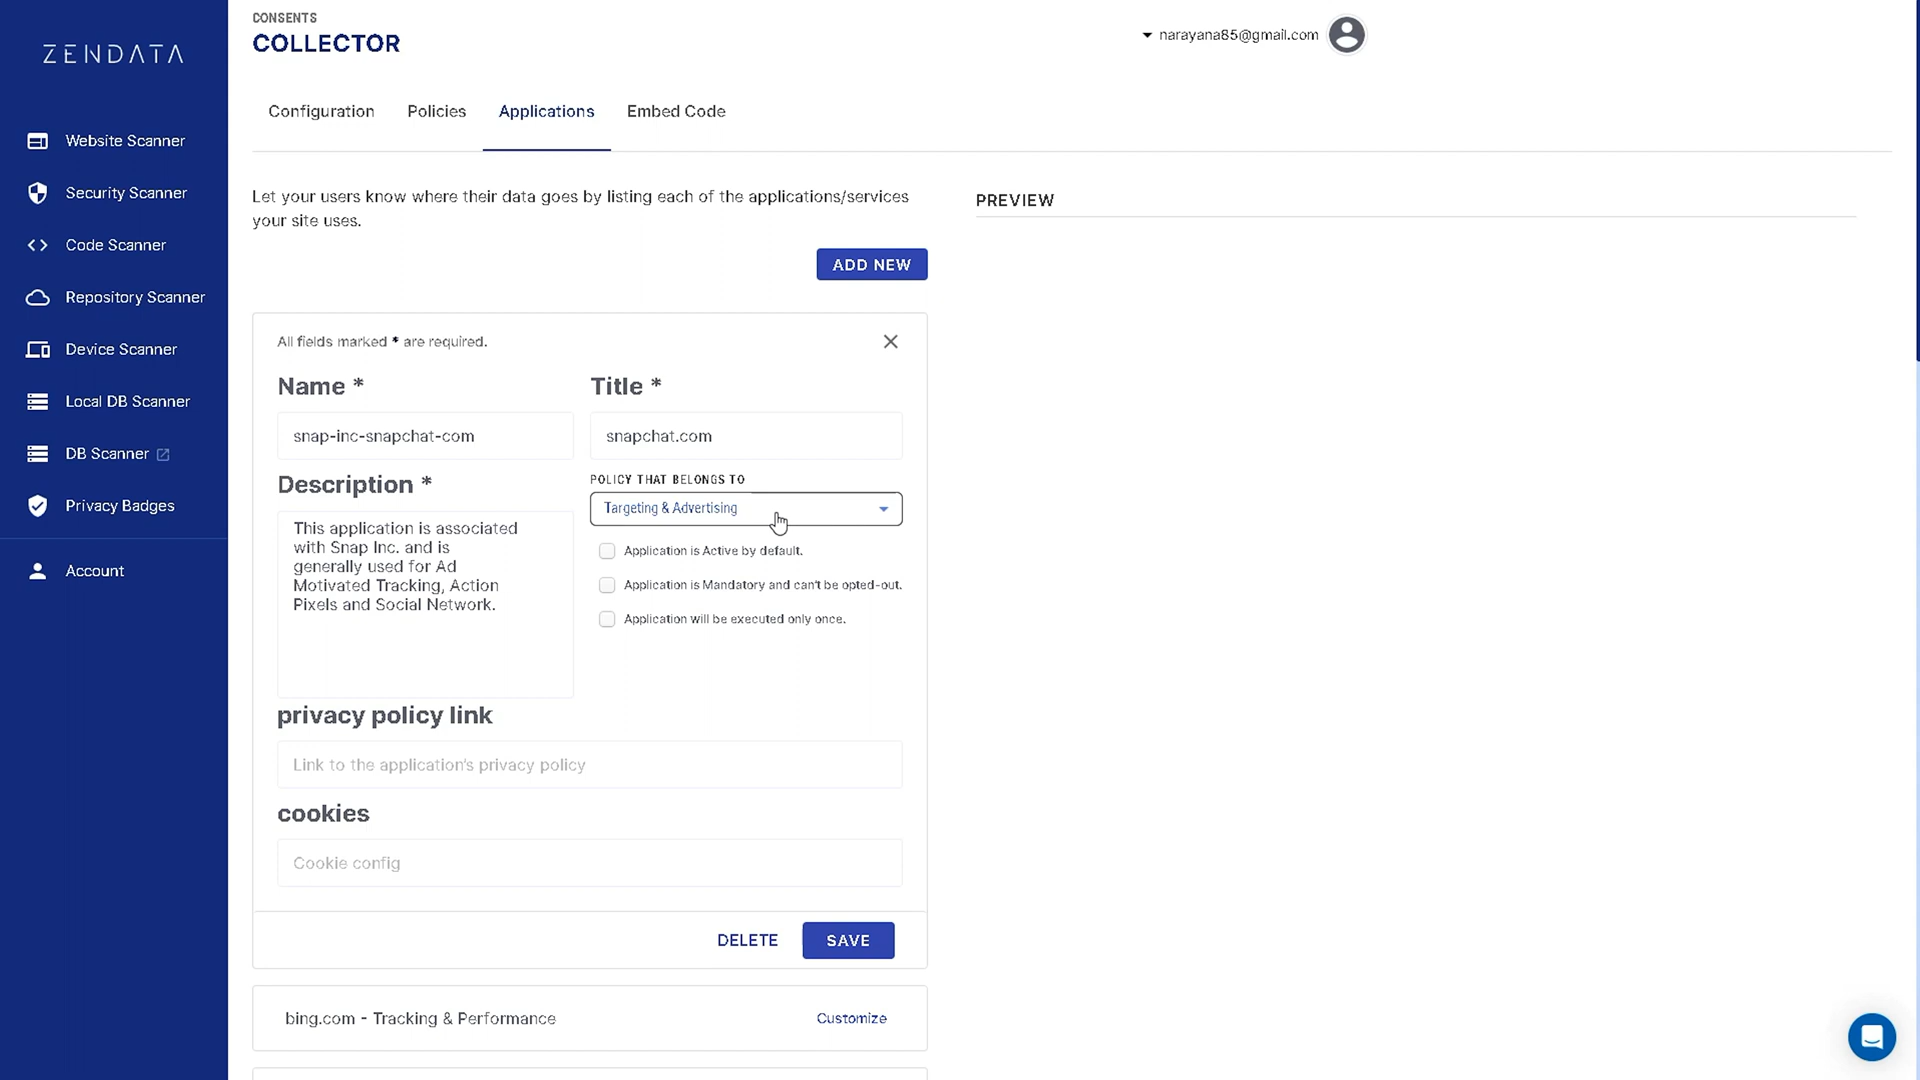 ZENDATA
Website Scanner
Security Scanner
Code Scanner
Repository Scanner
Device Scanner
Local DB Scanner
DB Scanner
Privacy Badges
Account
CONSENTS
COLLECTOR
narayana85@gmail.com
Configuration
Policies
Applications
Embed Code
Let your users know where their data goes by listing each of the applications/services
your site uses.
ADD NEW
All fields marked * are required.
Name *
Title *
snap-inc-snapchat-com
snapchat.com
Description *
POLICY THAT BELONGS TO
Targeting & Advertising
This application is associated
with Snap Inc. and is
generally used for Ad
Motivated Tracking, Action
Pixels and Social Network.
Application is Active by default.
Application is Mandatory and can't be opted-out.
Application will be executed only once.
privacy policy link
Link to the application's privacy policy
cookies
Cookie config
DELETE
SAVE
bing.com - Tracking & Performance
Customize
PREVIEW